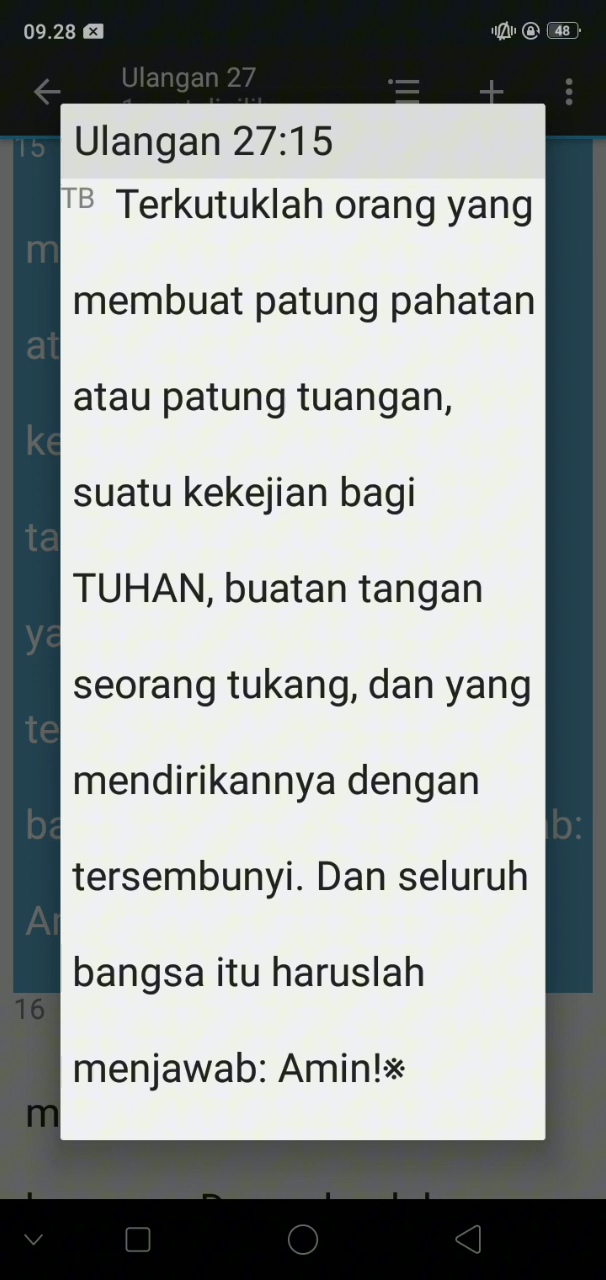 09.28
48
Ulangan 27
15
Ulangan 27:15
TB Terkutuklah orang yang
membuat patung pahatan
atau patung tuangan,
suatu kekejian bagi
TUHAN, buatan tangan
seorang tukang, dan yang
mendirikannya dengan
tersembunyi. Dan seluruh
bangsa itu haruslah
menjawab: Amin!※
16